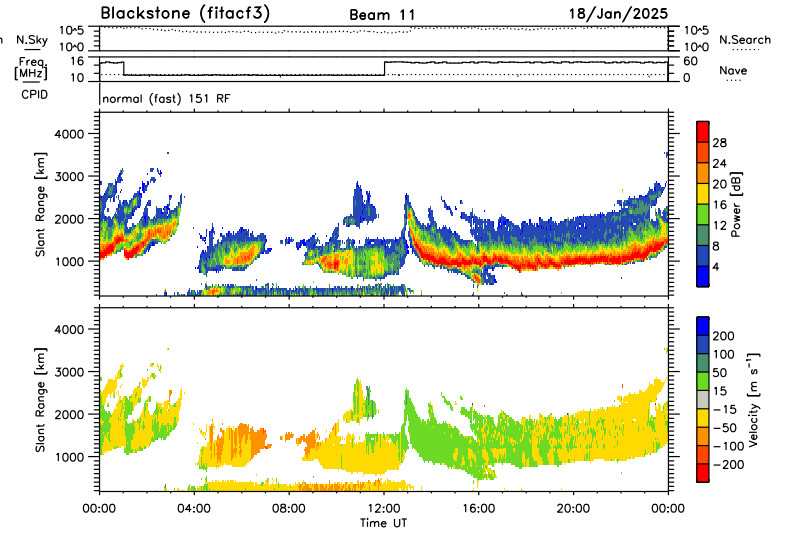 Blackstone (fitacf3) Beam 11 18/Jan/2025
N.Sky 10^5 10^5 N.Search
10^0 10^0
Freq. 16 60
[MHz] 10 0 Nave
CPID normal (fast) 151 RF
4000
3000
2000
1000
Slant Range [km]
28
24
20
16
12
8
4
Power [dB]
4000
3000
2000
1000
Slant Range [km]
200
100
50
15
-15
-50
-100
-200
Velocity [m s^-1]
00:00 04:00 08:00 12:00 16:00 20:00 00:00
Time UT